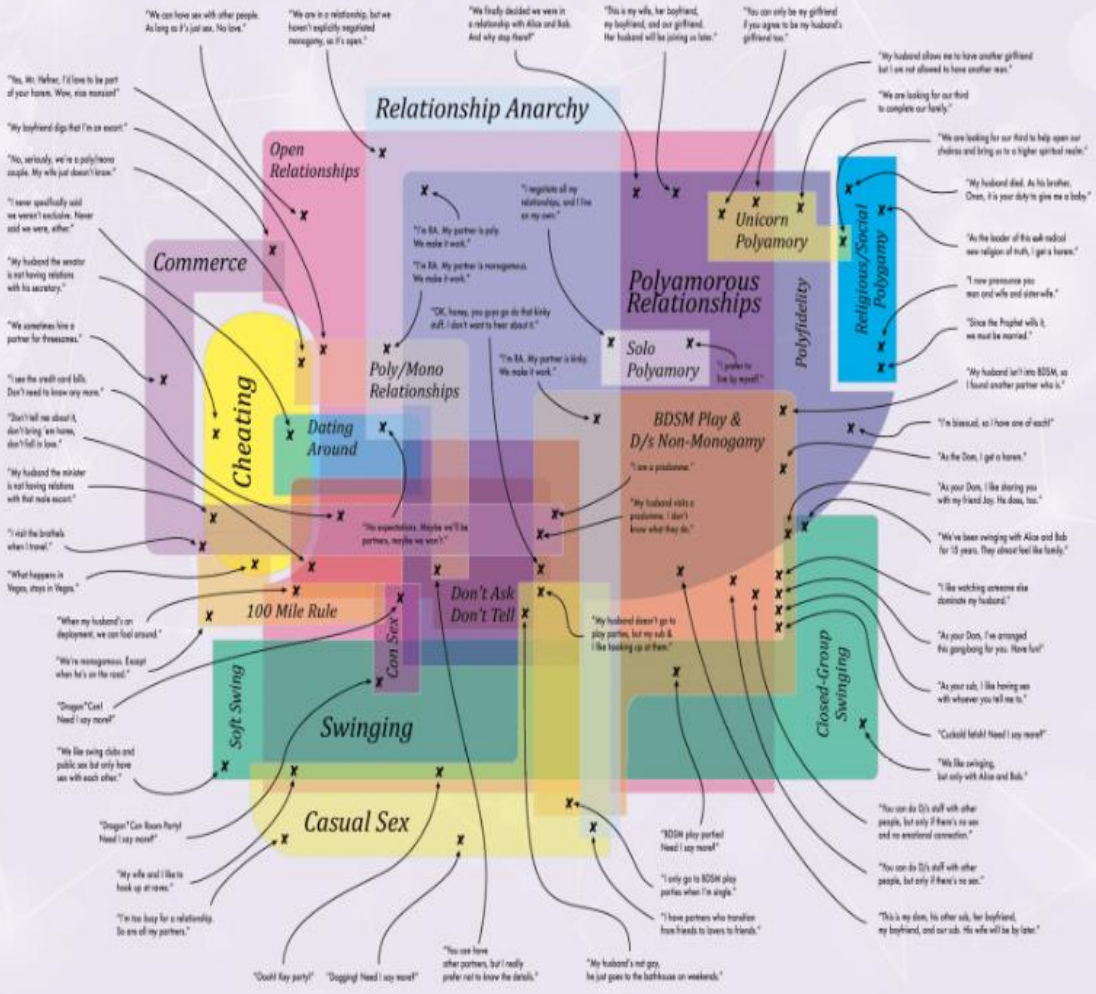 "We can have sex with other people.
As long as it's just sex. No love."
"We are in a relationship, but we
haven't explicitly negotiated
monogamy, so it's open."
"We finally decided we were in
a relationship with Alice and Bob.
And why stop there?"
"This is my wife, her boyfriend,
my boyfriend, and our girlfriend.
Her husband will be joining us later."
"You can only be my girlfriend
if you agree to be my husband's
girlfriend too."
"My husband allows me to have another girlfriend
but I am not allowed to have another man."
"We are looking for our third
to complete our family."
"We are looking for our third to help open our
chakras and bring us to a higher spiritual realm."
"My husband died. As his brother,
Onan, it is your duty to give me a baby."
"As the leader of this radical
new religion of truth, I get a harem."
"I now pronounce you
man and wife and sister-wife."
"Since the Prophet wills it,
we must be married."
"My husband isn't into BDSM, so
I found another partner who is."
"I'm bisexual, so I have one of each!"
"As the Dom, I get a harem."
"As your Dom, I like sharing you
with my friend Jay. He does, too."
"We've been swinging with Alice and Bob
for 15 years. They almost feel like family."
"I like watching someone else
dominate my husband."
"As your Dom, I've arranged
this gangbang for you. Have fun!"
"As your sub, I like having sex
with whoever you tell me to."
"Cuckold fetish! Need I say more?"
"We like swinging,
but only with Alice and Bob."
"You can do D/s stuff with other
people, but only if there's no sex
and no emotional connection."
"You can do D/s stuff with other
people, but only if there's no sex."
"This is my dom, his other sub, her boyfriend,
my boyfriend, and our sub. His wife will be by later."
"Yes, Mr. Hefner, I'd love to be part
of your harem. Wow, nice mansion!"
"My boyfriend digs that I'm an escort."
"No, seriously, we're a poly/mono
couple. My wife just doesn't know."
"I never specifically said
we weren't exclusive. Never
said we were, either."
"My husband the senator
is not having relations
with his secretary."
"We sometimes hire a
partner for threesomes."
"I see the credit card bills.
Don't need to know any more."
"Don't tell me about it,
don't bring 'em home,
don't fall in love."
"My husband the minister
is not having relations
with that male escort."
"I visit the brothels
when I travel."
"What happens in
Vegas, stays in Vegas."
"When my husband's on
deployment, we can fool around."
"We're monogamous. Except
when he's on the road."
"Dragon*Con!
Need I say more?"
"We like swing clubs and
public sex but only have
sex with each other."
"Dragon*Con Room Party!
Need I say more?"
"My wife and I like to
hook up at raves."
"I'm too busy for a relationship.
So are all my partners."
"Oooh! Key party!"
"Dogging! Need I say more?"
"You can have
other partners, but I really
prefer not to know the details."
"My husband's not gay,
he just goes to the bathhouse on weekends."
"I have partners who transition
from friends to lovers to friends."
"I only go to BDSM play
parties when I'm single."
"BDSM play parties!
Need I say more?"
Relationship Anarchy
Open
Relationships
Commerce
Cheating
Dating
Around
Poly/Mono
Relationships
"I'm RA. My partner is poly.
We make it work."
"I'm RA. My partner is monogamous.
We make it work."
"OK, honey, you guys go do that kinky
stuff. I don't want to hear about it."
"I negotiate all my
relationships, and I live
on my own."
"I'm RA. My partner is kinky.
We make it work."
Unicorn
Polyamory
Polyamorous
Relationships
Solo
Polyamory
"I prefer to
live by myself."
Polyfidelity
Religious/Social
Polygamy
BDSM Play &
D/s Non-Monogamy
"I am a prodomme."
"My husband visits a
prodomme. I don't
know what they do."
"No expectations. Maybe we'll be
partners, maybe we won't."
Don't Ask
Don't Tell
"My husband doesn't go to
play parties, but my sub &
I like hooking up at them."
100 Mile Rule
Con Sex
Soft Swing
Swinging
Closed-Group
Swinging
Casual Sex